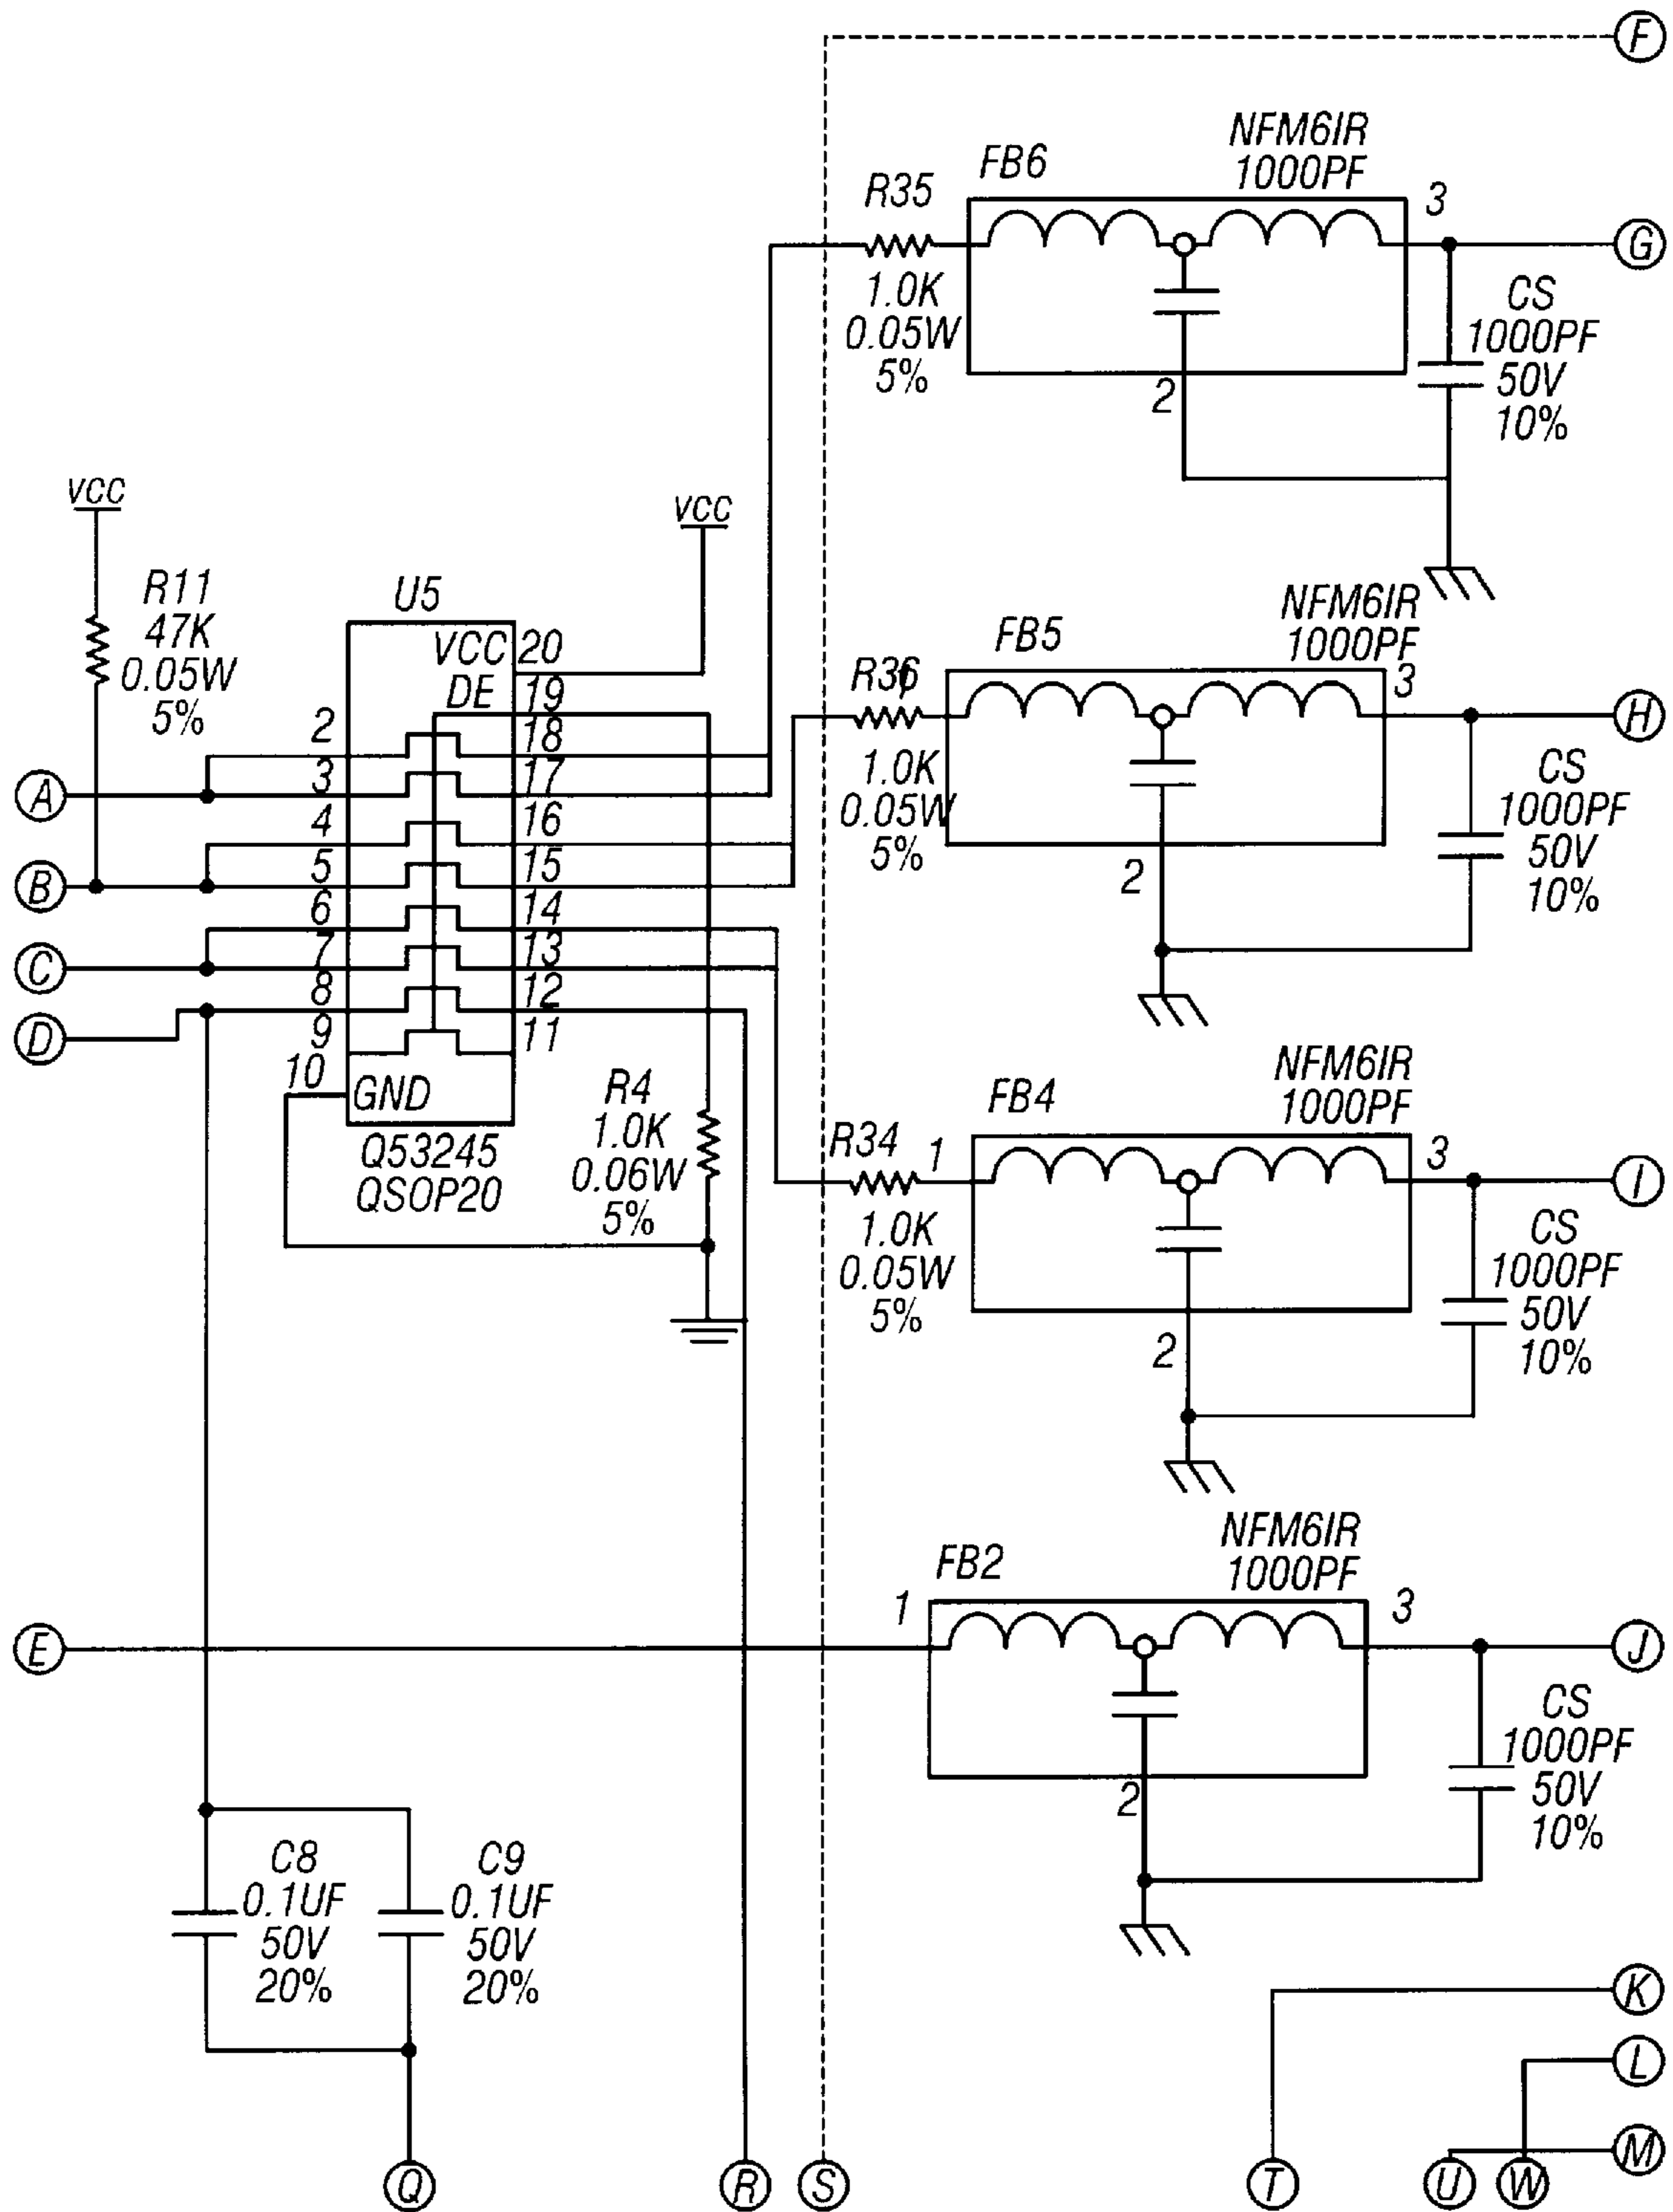 F
FB6
NFM6IR
1000PF
3
R35
1.0K
0.05W
5%
2
G
CS
1000PF
50V
10%
VCC
R11
47K
0.05W
5%
VCC
U5
VCC
DE
20
19
18
17
16
15
14
13
12
11
2
3
4
5
6
7
8
9
10
GND
Q53245
QSOP20
A
B
C
D
R4
1.0K
0.06W
5%
FB5
NFM6IR
1000PF
3
R36
1.0K
0.05W
5%
2
H
CS
1000PF
50V
10%
FB4
NFM6IR
1000PF
R34
1
3
1.0K
0.05W
5%
2
I
CS
1000PF
50V
10%
FB2
NFM6IR
1000PF
E
1
3
2
J
CS
1000PF
50V
10%
C8
0.1UF
50V
20%
C9
0.1UF
50V
20%
K
L
M
Q
R
S
T
U
W